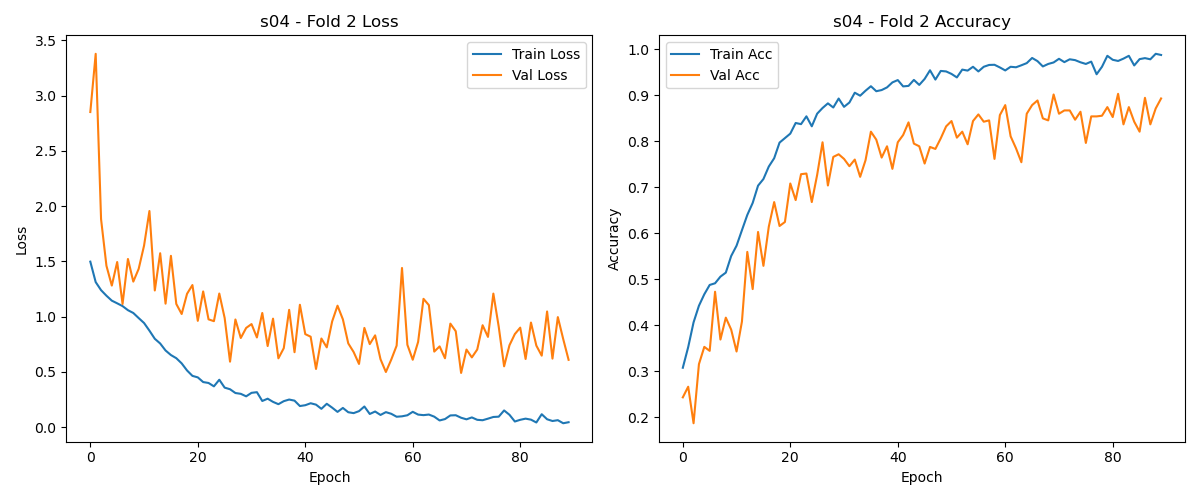 s04 - Fold 2 Loss
Train Loss
Val Loss
3.5
3.0
2.5
2.0
1.5
1.0
0.5
0.0
Loss
0 20 40 60 80
Epoch
s04 - Fold 2 Accuracy
Train Acc
Val Acc
1.0
0.9
0.8
0.7
0.6
0.5
0.4
0.3
0.2
Accuracy
0 20 40 60 80
Epoch